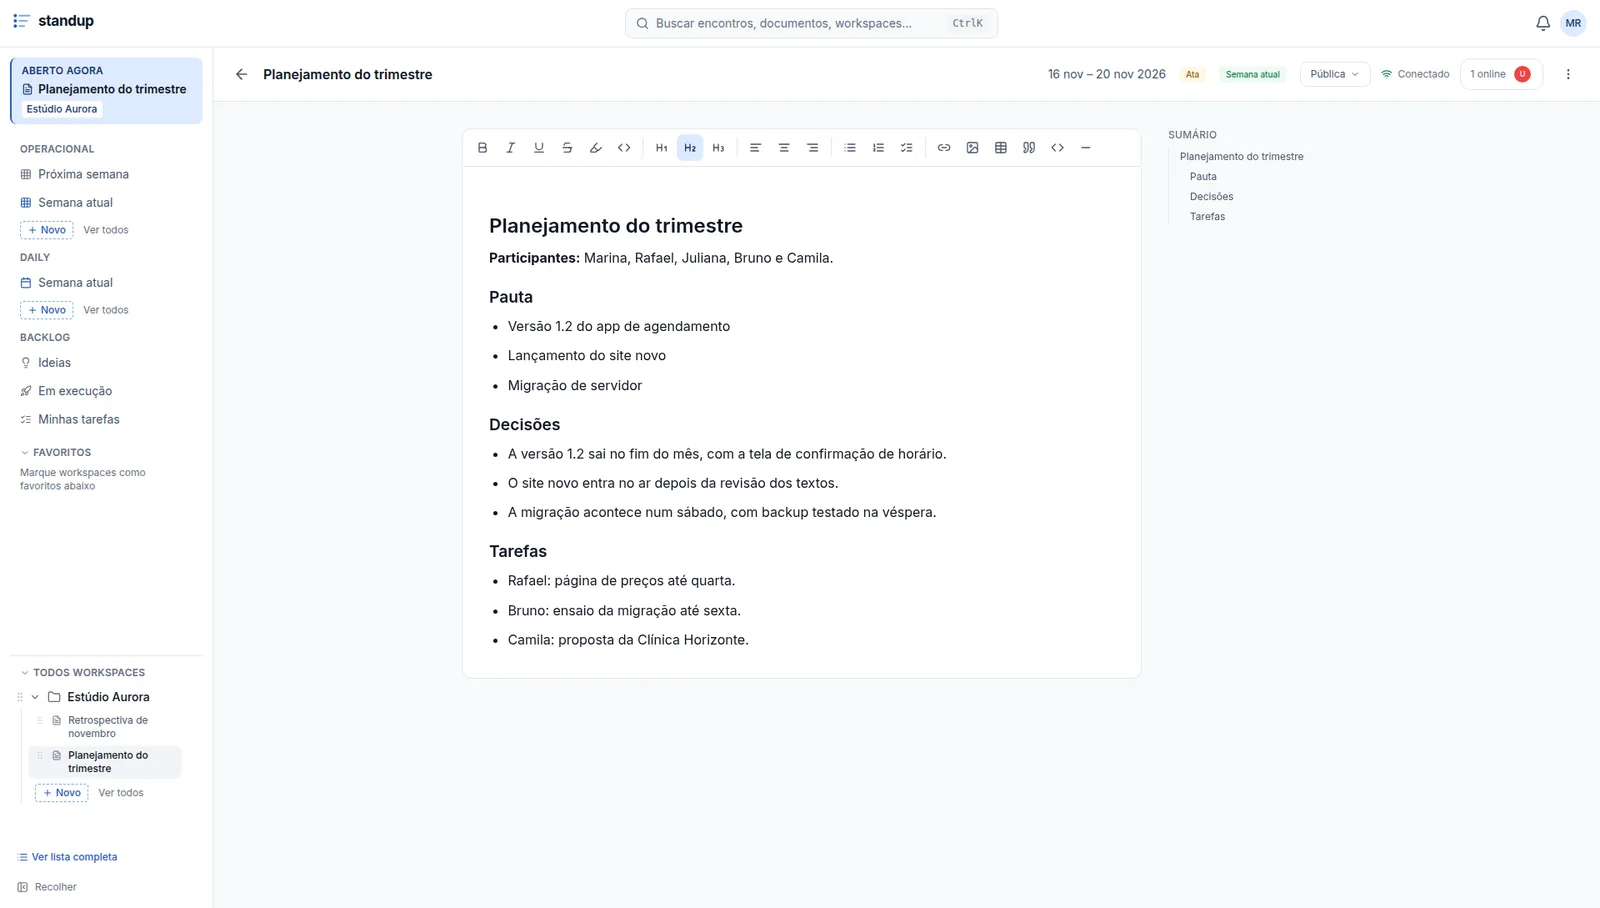 standup
Buscar encontros, documentos, workspaces...
CtrlK
MR
ABERTO AGORA
Planejamento do trimestre
Estúdio Aurora
OPERACIONAL
Próxima semana
Semana atual
+ Novo
Ver todos
DAILY
Semana atual
+ Novo
Ver todos
BACKLOG
Ideias
Em execução
Minhas tarefas
FAVORITOS
Marque workspaces como
favoritos abaixo
TODOS WORKSPACES
Estúdio Aurora
Retrospectiva de
novembro
Planejamento do
trimestre
+ Novo
Ver todos
Ver lista completa
Recolher
Planejamento do trimestre
16 nov – 20 nov 2026
Ata
Semana atual
Pública
Conectado
1 online
U
H1
H2
H3
Planejamento do trimestre
Participantes: Marina, Rafael, Juliana, Bruno e Camila.
Pauta
• Versão 1.2 do app de agendamento
• Lançamento do site novo
• Migração de servidor
Decisões
• A versão 1.2 sai no fim do mês, com a tela de confirmação de horário.
• O site novo entra no ar depois da revisão dos textos.
• A migração acontece num sábado, com backup testado na véspera.
Tarefas
• Rafael: página de preços até quarta.
• Bruno: ensaio da migração até sexta.
• Camila: proposta da Clínica Horizonte.
SUMÁRIO
Planejamento do trimestre
Pauta
Decisões
Tarefas